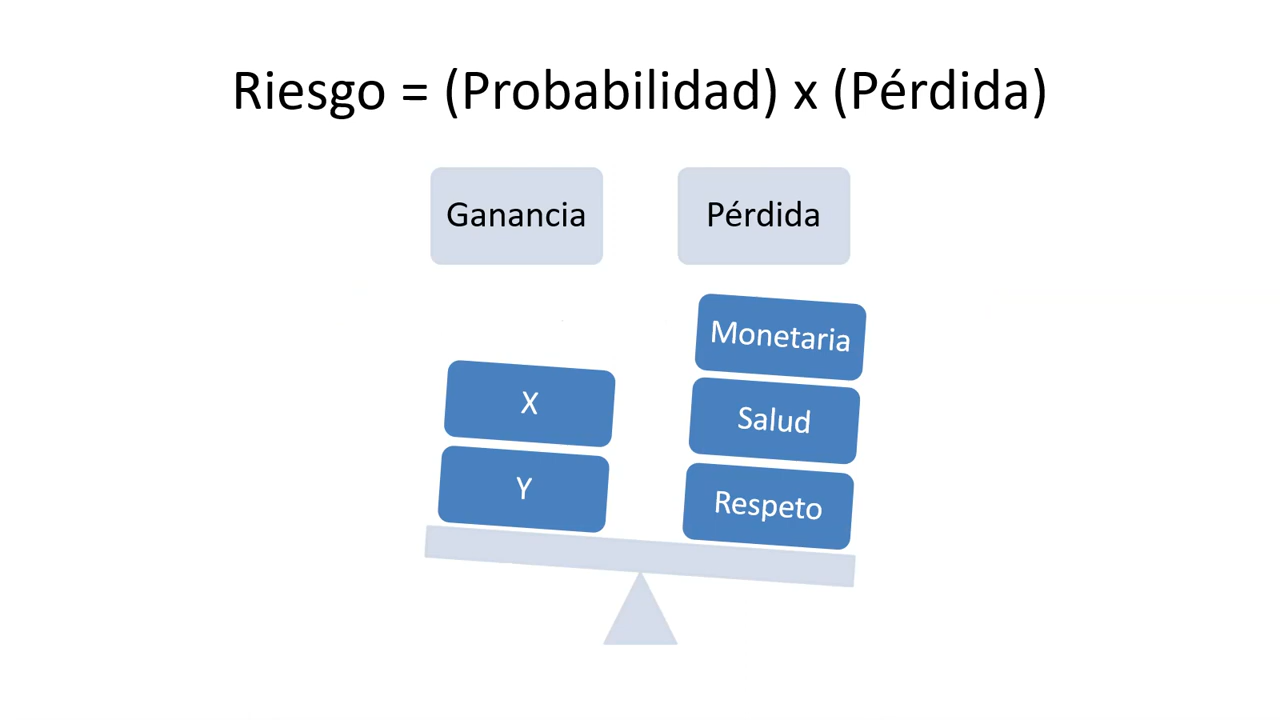 Riesgo = (Probabilidad) x (Pérdida)
Ganancia
Pérdida
Monetaria
X
Salud
Y
Respeto